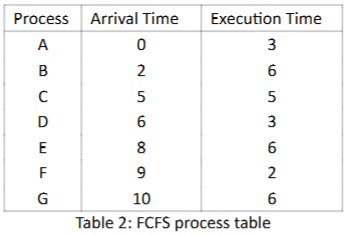 Process Arrival Time Execution Time
A 0 3
B 2 6
C 5 5
D 6 3
E 8 6
F 9 2
G 10 6
Table 2: FCFS process table